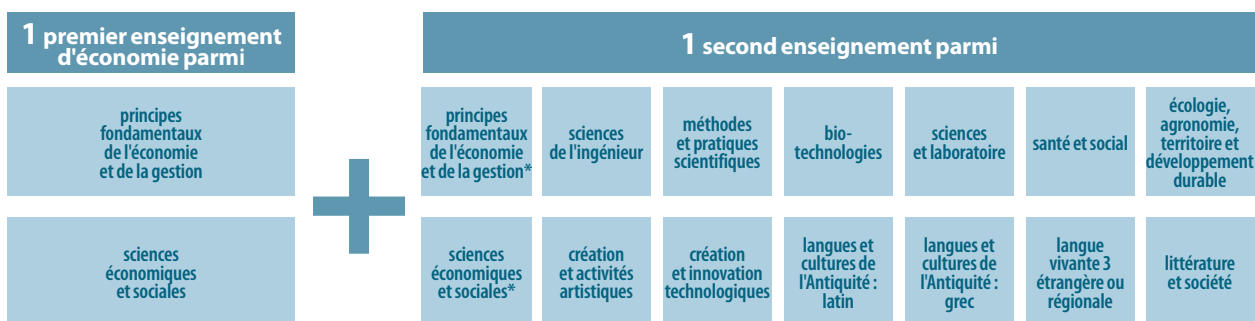 1 premier enseignement
d'économie parmi
1 second enseignement parmi
principes
fondamentaux
de l'économie
et de la gestion
principes
fondamentaux
de l'économie
et de la gestion*
sciences
de l'ingénieur
méthodes
et pratiques
scientifiques
bio-
technologies
sciences
et laboratoire
santé et social
écologie,
agronomie,
territoire et
développement
durable
sciences
économiques
et sociales
sciences
économiques
et sociales*
création
et activités
artistiques
création
et innovation
technologiques
langues et
cultures de
l'Antiquité :
latin
langues et
cultures de
l'Antiquité :
grec
langue
vivante 3
étrangère ou
régionale
littérature
et société